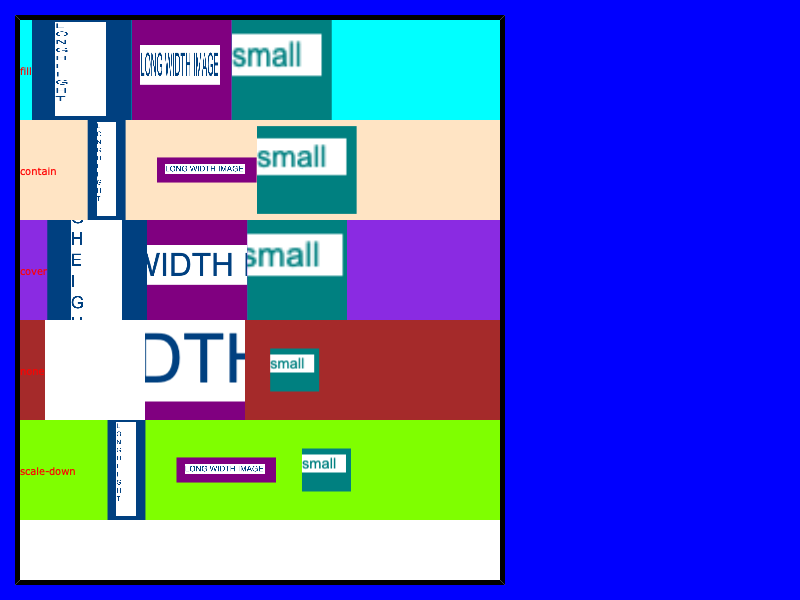 fill LONG HEIGHT LONG WIDTH IMAGE small
contain LONG HEIGHT LONG WIDTH IMAGE small
cover HEIGH WIDTH small
DTH small
scale-down LONG HEIGHT LONG WIDTH IMAGE small